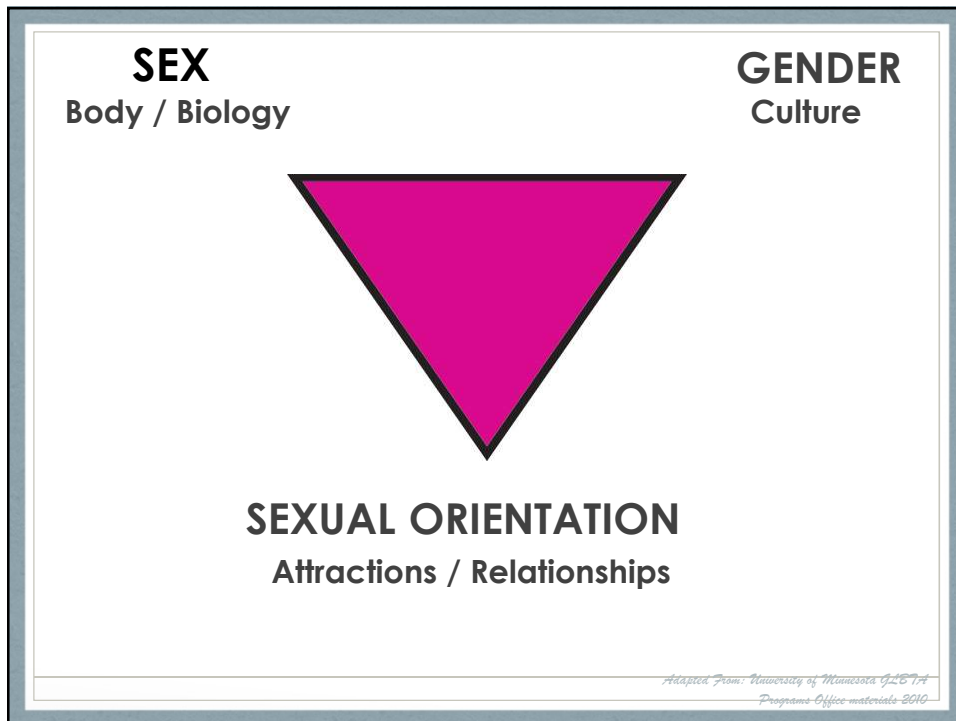 SEX
Body / Biology
GENDER
Culture
SEXUAL ORIENTATION
Attractions / Relationships
Adapted From: University of Minnesota GLBTA
Programs Office materials 2010